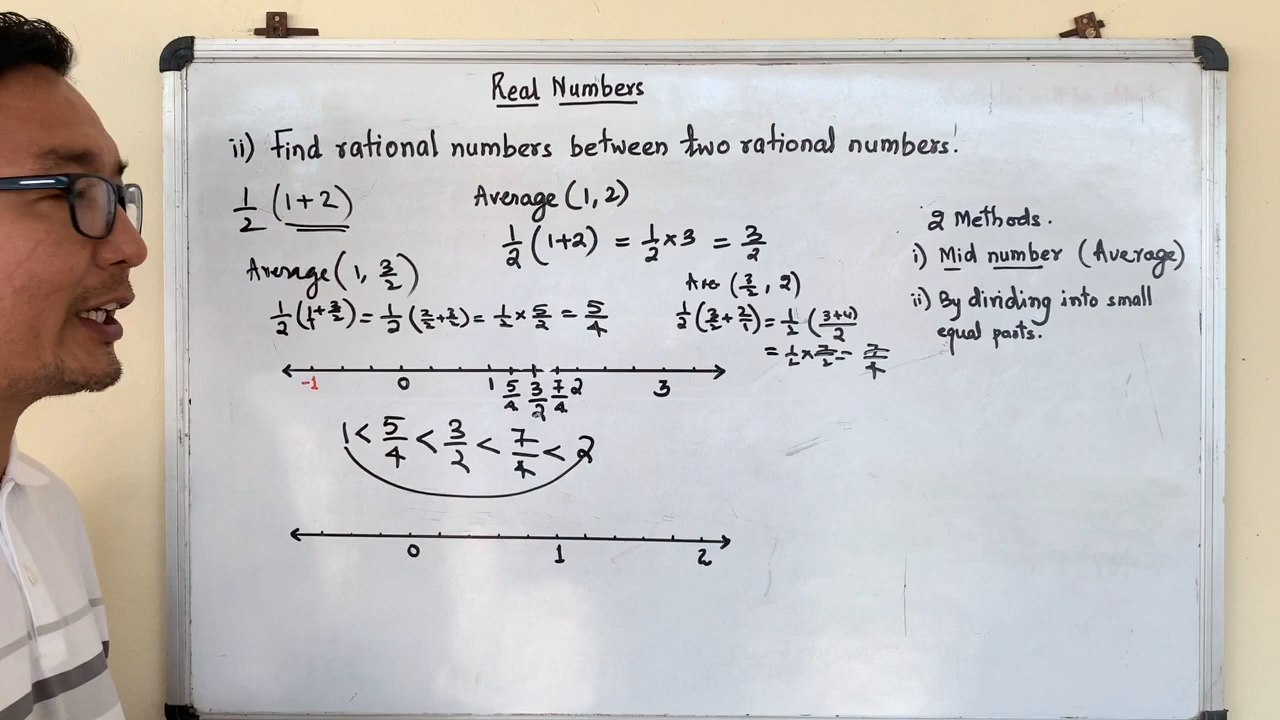 Real Numbers
ii) Find rational numbers between two rational numbers.
1/2 (1+2)
Average (1, 2)
1/2 (1+2) = 1/2 × 3 = 3/2
Average (1, 3/2)
1/2 (1/1 + 3/2) = 1/2 (2/2 + 3/2) = 1/2 × 5/2 = 5/4
Ave (3/2, 2)
1/2 (3/2 + 2/1) = 1/2 (3+4)/2
= 1/2 × 7/2 = 7/4
2 Methods.
i) Mid number (Average)
ii) By dividing into small
equal parts.
-1 0 1 5/4 3/2 7/4 2 3
1 < 5/4 < 3/2 < 7/4 < 2
0 1 2